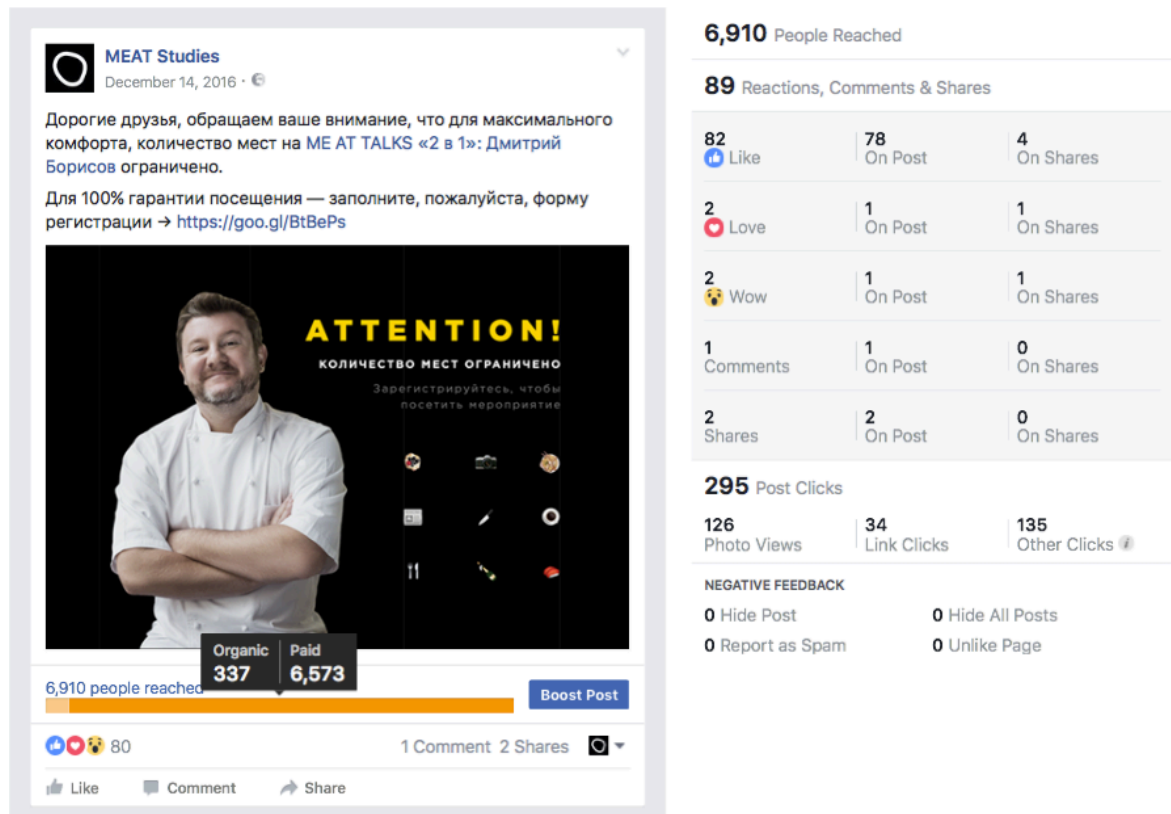 MEAT Studies
December 14, 2016 ·
Дорогие друзья, обращаем ваше внимание, что для максимального
комфорта, количество мест на ME AT TALKS «2 в 1»: Дмитрий
Борисов ограничено.
Для 100% гарантии посещения — заполните, пожалуйста, форму
регистрации → https://goo.gl/BtBePs
ATTENTION!
КОЛИЧЕСТВО МЕСТ ОГРАНИЧЕНО
Зарегистрируйтесь, чтобы
посетить мероприятие
Organic Paid
337 6,573
6,910 people reached
Boost Post
80 1 Comment 2 Shares
Like Comment Share
6,910 People Reached
89 Reactions, Comments & Shares
82 78 4
Like On Post On Shares
2 1 1
Love On Post On Shares
2 1 1
Wow On Post On Shares
1 1 0
Comments On Post On Shares
2 2 0
Shares On Post On Shares
295 Post Clicks
126 34 135
Photo Views Link Clicks Other Clicks i
NEGATIVE FEEDBACK
0 Hide Post 0 Hide All Posts
0 Report as Spam 0 Unlike Page